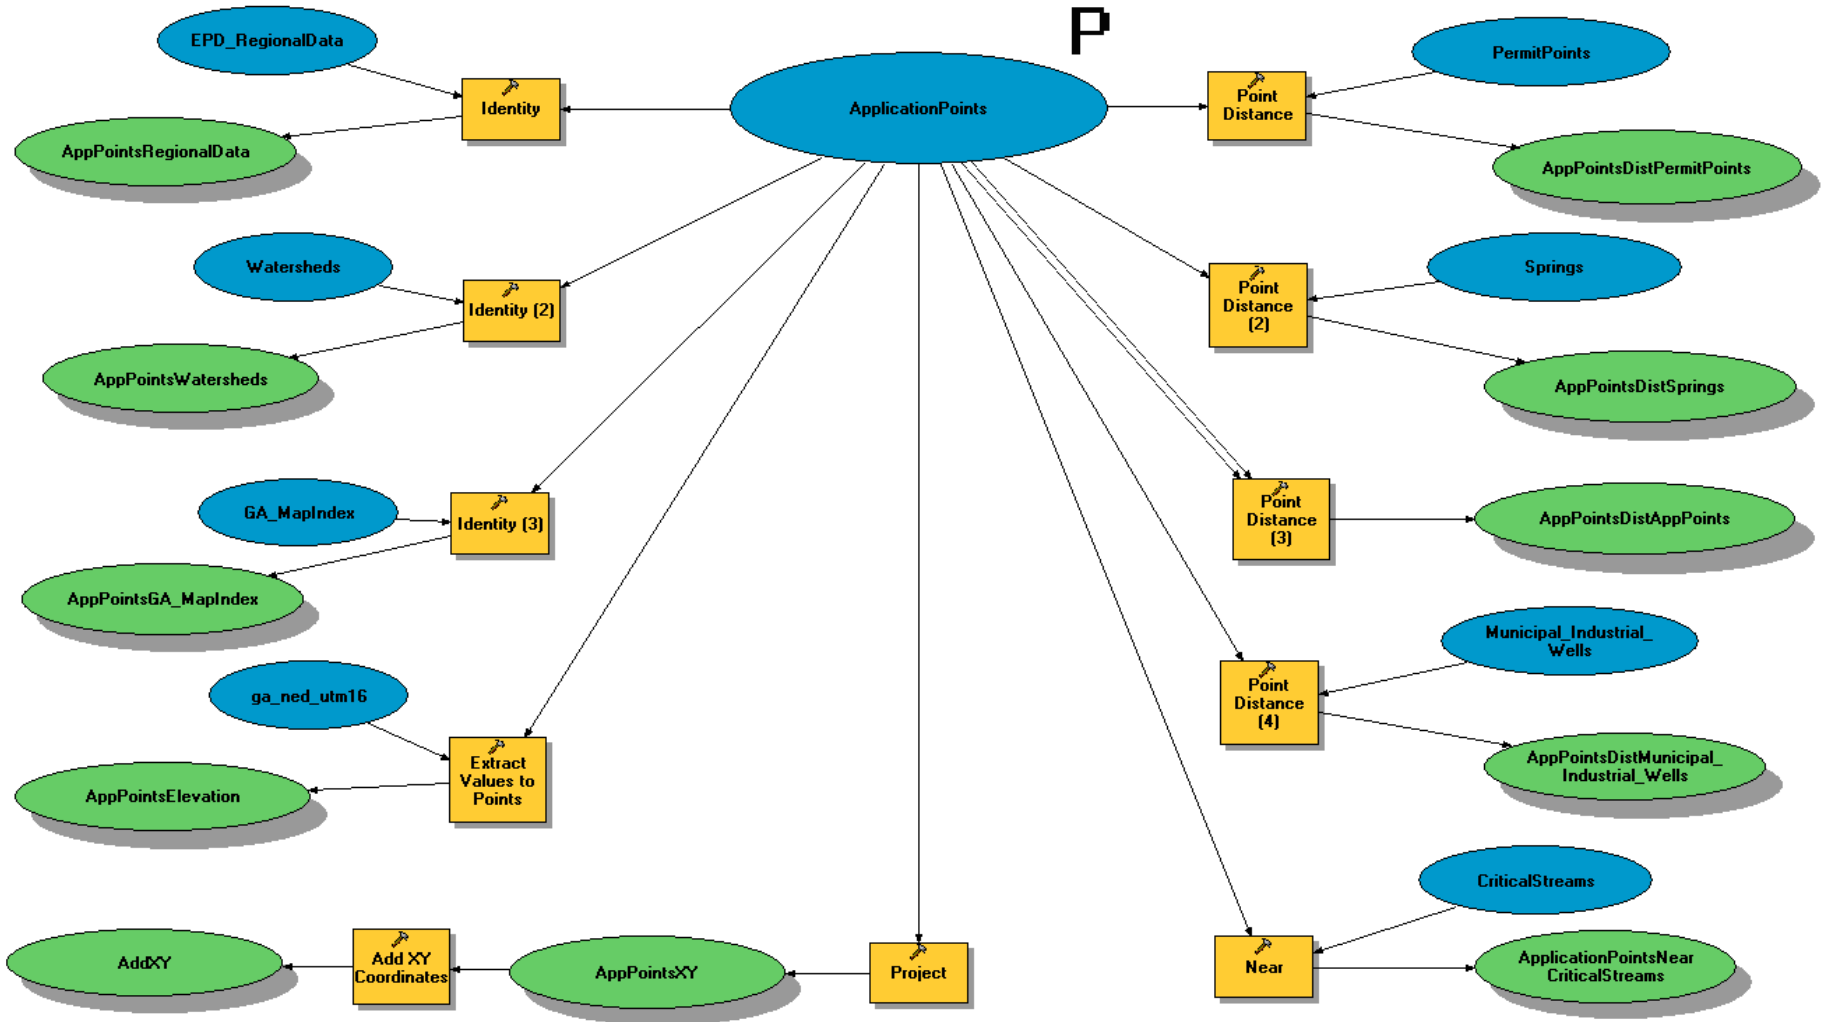 P
EPD_RegionalData
Identity
AppPointsRegionalData
ApplicationPoints
PermitPoints
Point
Distance
AppPointsDistPermitPoints
Watersheds
Identity (2)
AppPointsWatersheds
Springs
Point
Distance
(2)
AppPointsDistSprings
GA_MapIndex
Identity (3)
AppPointsGA_MapIndex
Point
Distance
(3)
AppPointsDistAppPoints
ga_ned_utm16
Extract
Values to
Points
AppPointsElevation
Municipal_Industrial_
Wells
Point
Distance
(4)
AppPointsDistMunicipal_
Industrial_Wells
AddXY
Add XY
Coordinates
AppPointsXY
Project
CriticalStreams
Near
ApplicationPointsNear
CriticalStreams